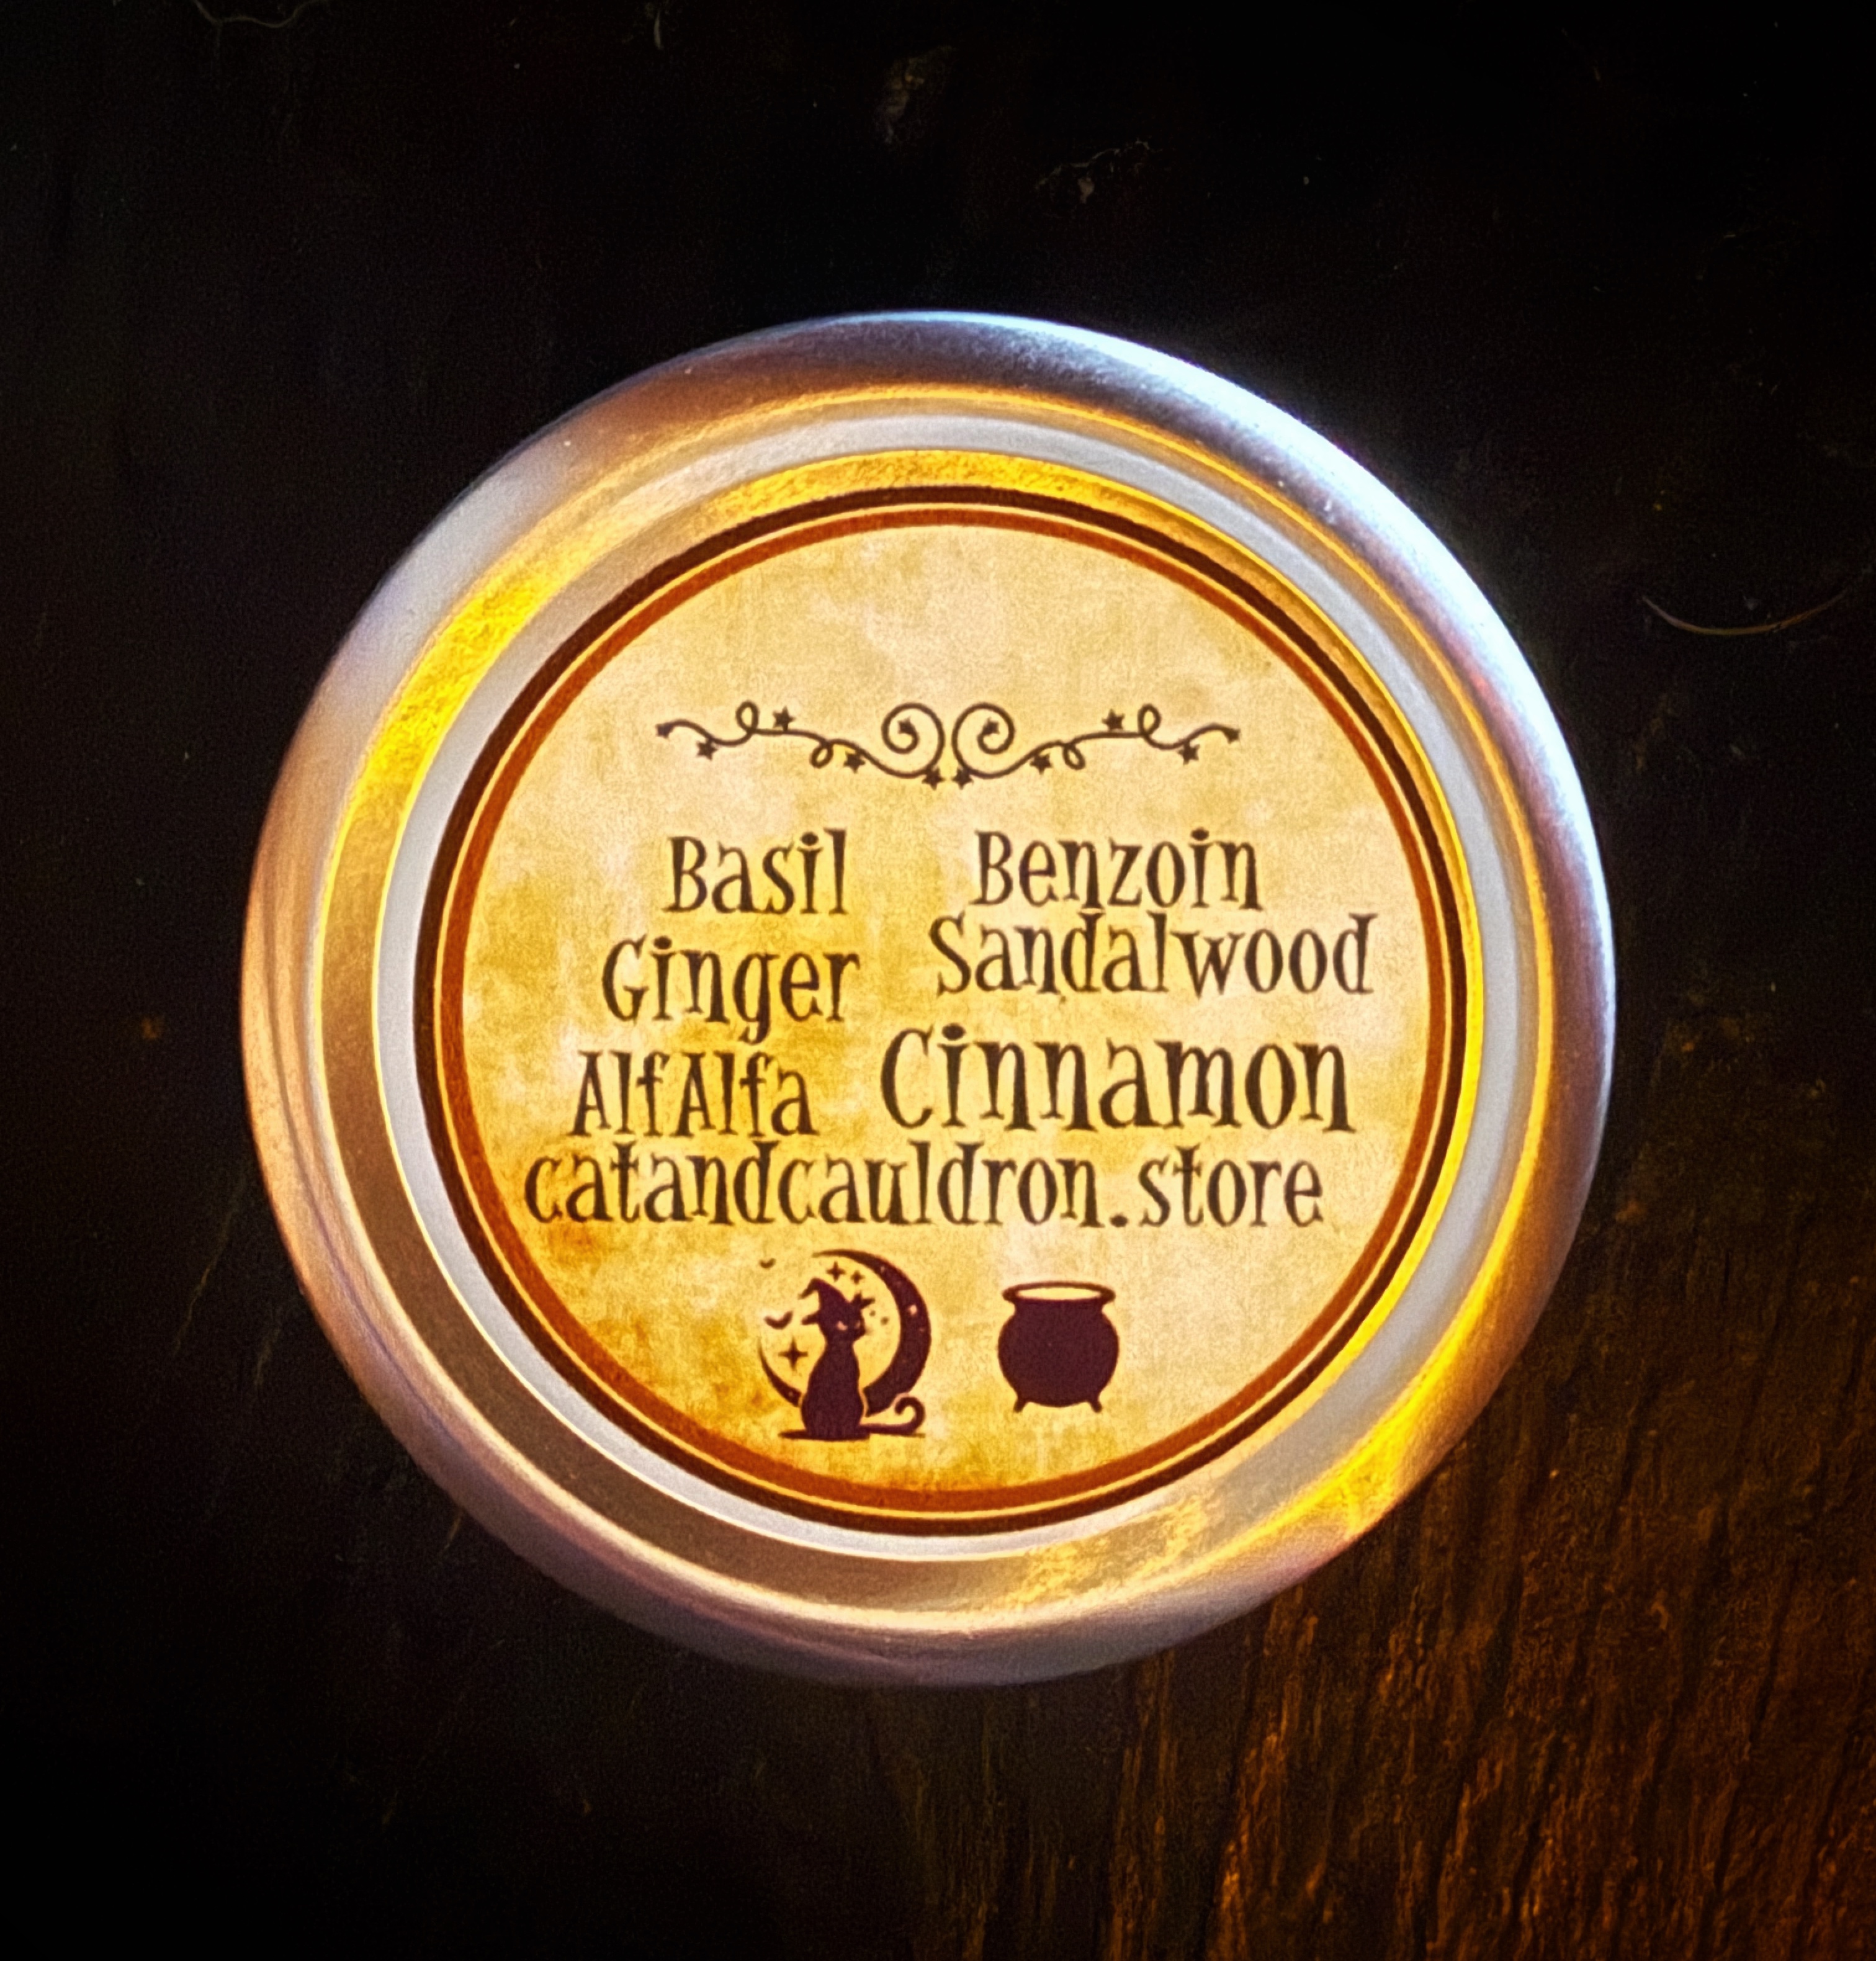 Basil Benzoin
Ginger Sandalwood
AlfAlfa Cinnamon
catandcauldron.store